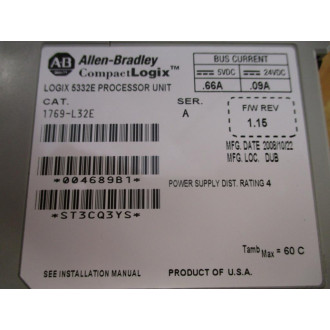 AB Allen-Bradley
CompactLogix™
LOGIX 5332E PROCESSOR UNIT
BUS CURRENT
5VDC 24VDC
.66A .09A
CAT. SER.
1769-L32E A
F/W REV
1.15
MFG. DATE 2008/10/22
MFG. LOC. DUB
*004689B1*
POWER SUPPLY DIST. RATING 4
*ST3CQ3YS*
Tamb Max = 60 C
SEE INSTALLATION MANUAL PRODUCT OF U.S.A.